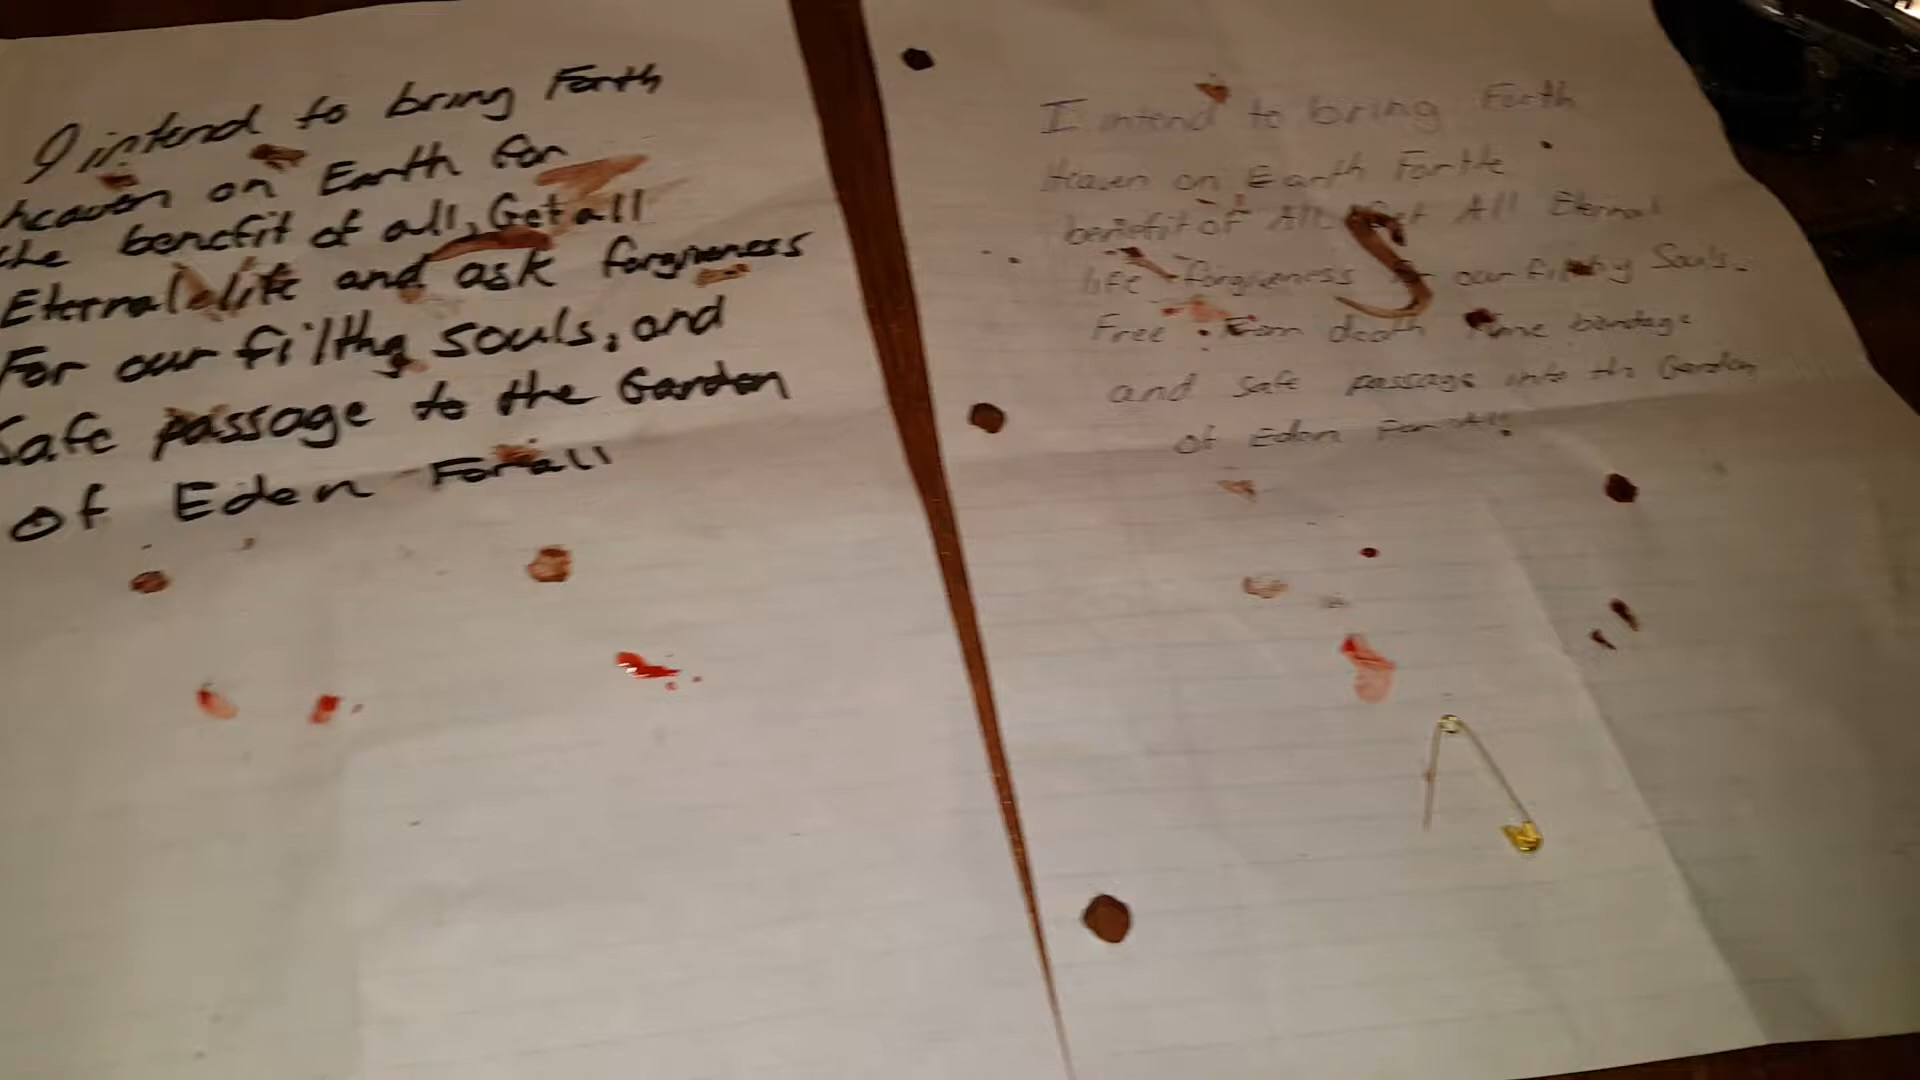 I intend to bring Forth
heaven on Earth for
the benefit of all, Get all
Eternal life and ask forgiveness
For our filthy souls, and
Safe passage to the Garden
of Eden For all
I intend to bring Forth
Heaven on Earth For the
benefit of All Get All Eternal
life forgiveness our filthy Souls.
Free From death time bondage
and safe passage into the Garden
of Eden For All